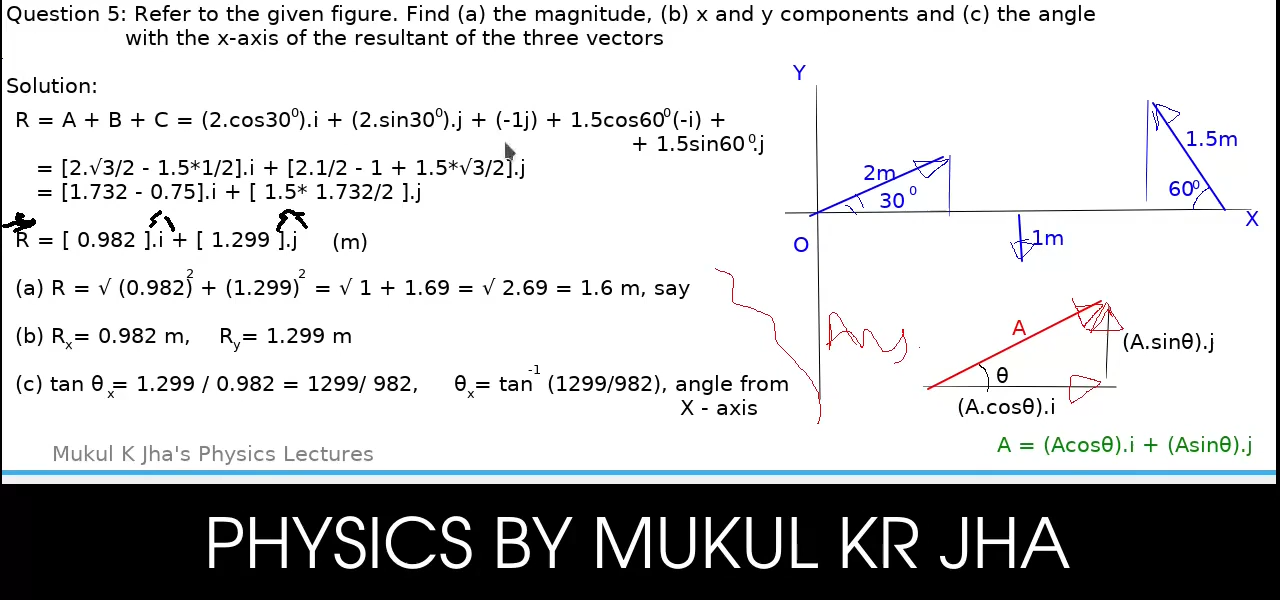 Question 5: Refer to the given figure. Find (a) the magnitude, (b) x and y components and (c) the angle
with the x-axis of the resultant of the three vectors
Solution:
R = A + B + C = (2.cos30⁰).i + (2.sin30⁰).j + (-1j) + 1.5cos60⁰(-i) +
+ 1.5sin60⁰.j
= [2.√3/2 - 1.5*1/2].i + [2.1/2 - 1 + 1.5*√3/2].j
= [1.732 - 0.75].i + [ 1.5* 1.732/2 ].j
R = [ 0.982 ].i + [ 1.299 ].j (m)
(a) R = √ (0.982)² + (1.299)² = √ 1 + 1.69 = √ 2.69 = 1.6 m, say
(b) Rₓ= 0.982 m, Ry= 1.299 m
(c) tan θₓ= 1.299 / 0.982 = 1299/ 982, θₓ= tan⁻¹ (1299/982), angle from
X - axis
Mukul K Jha's Physics Lectures
Y
2m
30⁰
O
1m
1.5m
60⁰
X
Ans
A
θ
(A.sinθ).j
(A.cosθ).i
A = (Acosθ).i + (Asinθ).j
PHYSICS BY MUKUL KR JHA